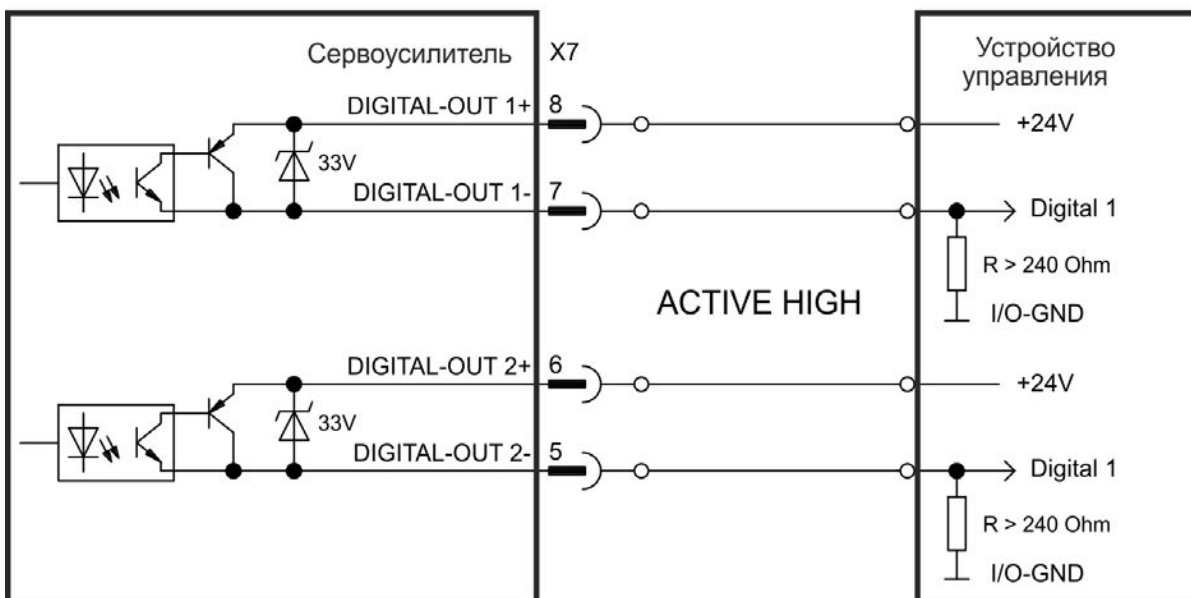 Сервоусилитель
X7
Устройство
управления
DIGITAL-OUT 1+
8
+24V
33V
DIGITAL-OUT 1-
7
Digital 1
R > 240 Ohm
I/O-GND
ACTIVE HIGH
DIGITAL-OUT 2+
6
+24V
33V
DIGITAL-OUT 2-
5
Digital 1
R > 240 Ohm
I/O-GND